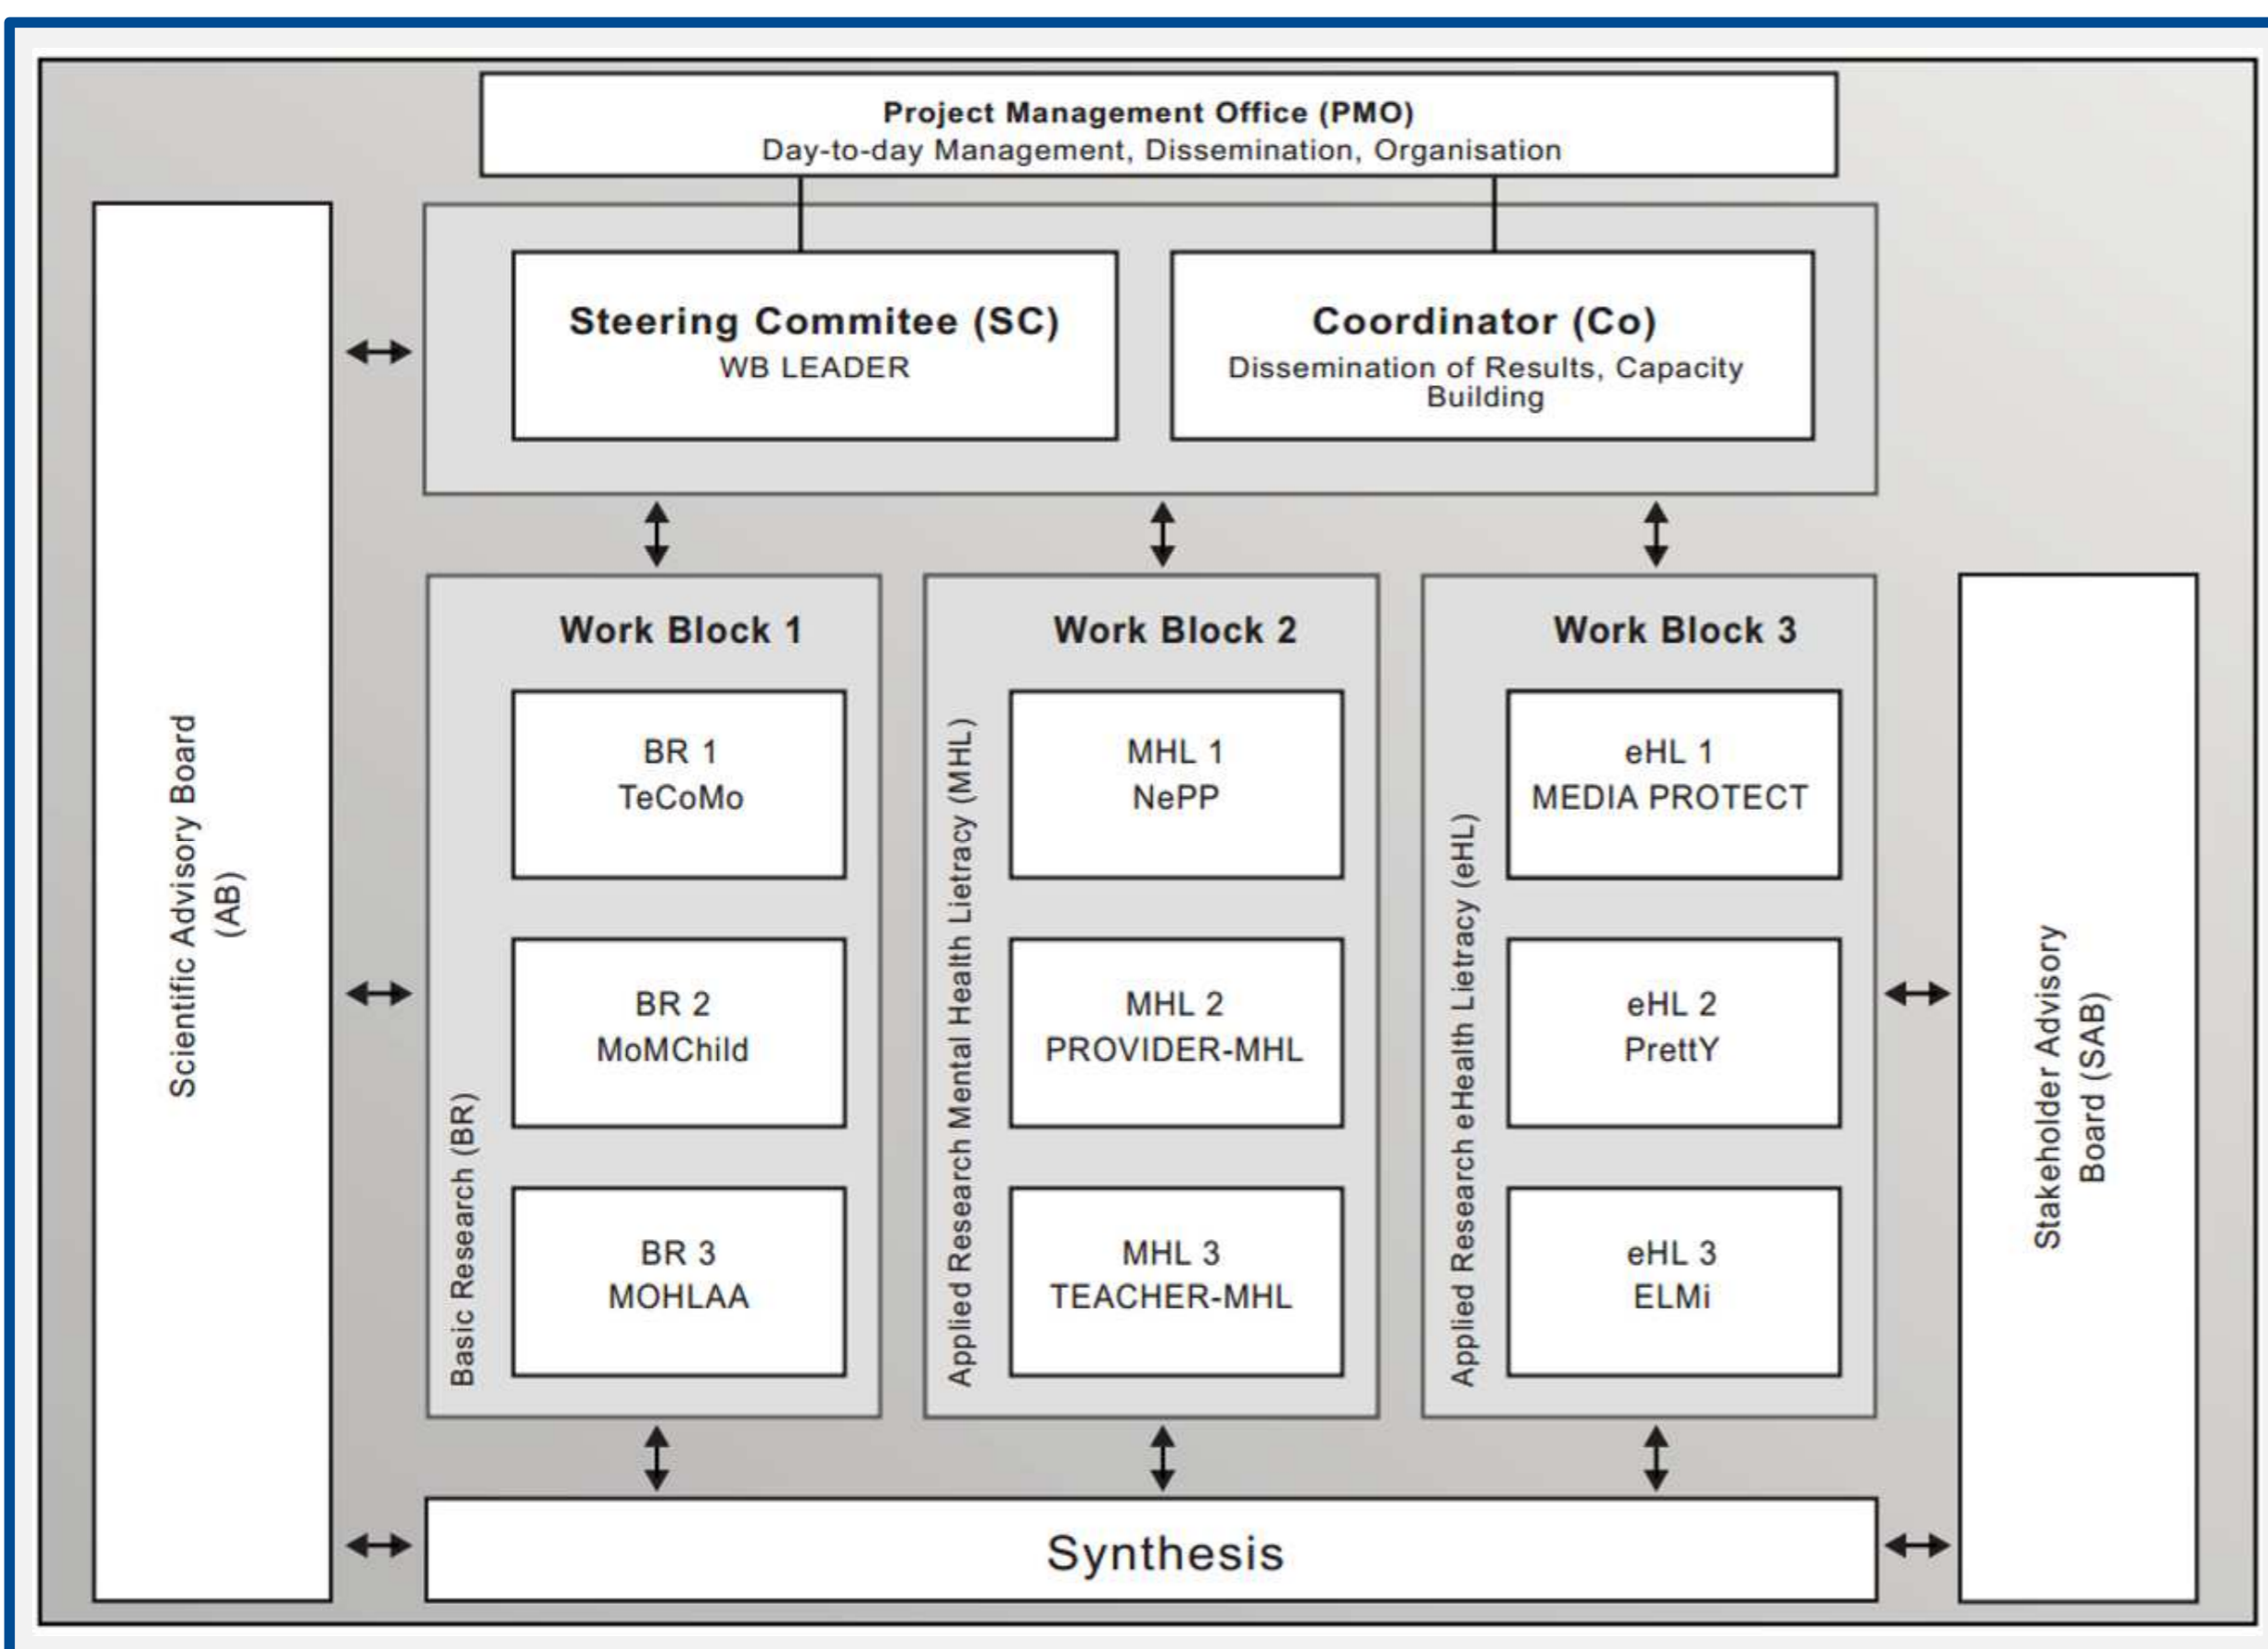 Project Management Office (PMO)
Day-to-day Management, Dissemination, Organisation
Steering Commitee (SC)
WB LEADER
Coordinator (Co)
Dissemination of Results, Capacity
Building
Scientific Advisory Board
(AB)
Work Block 1
Basic Research (BR)
BR 1
TeCoMo
BR 2
MoMChild
BR 3
MOHLAA
Work Block 2
Applied Research Mental Health Lietracy (MHL)
MHL 1
NePP
MHL 2
PROVIDER-MHL
MHL 3
TEACHER-MHL
Work Block 3
Applied Research eHealth Lietracy (eHL)
eHL 1
MEDIA PROTECT
eHL 2
PrettY
eHL 3
ELMi
Stakeholder Advisory
Board (SAB)
Synthesis